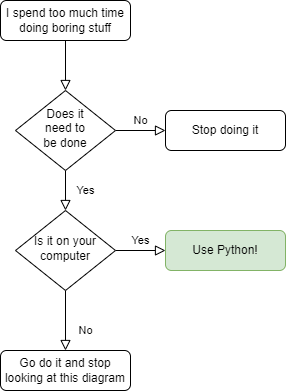 I spend too much time
doing boring stuff
Does it
need to
be done
No
Stop doing it
Yes
Is it on your
computer
Yes
Use Python!
No
Go do it and stop
looking at this diagram